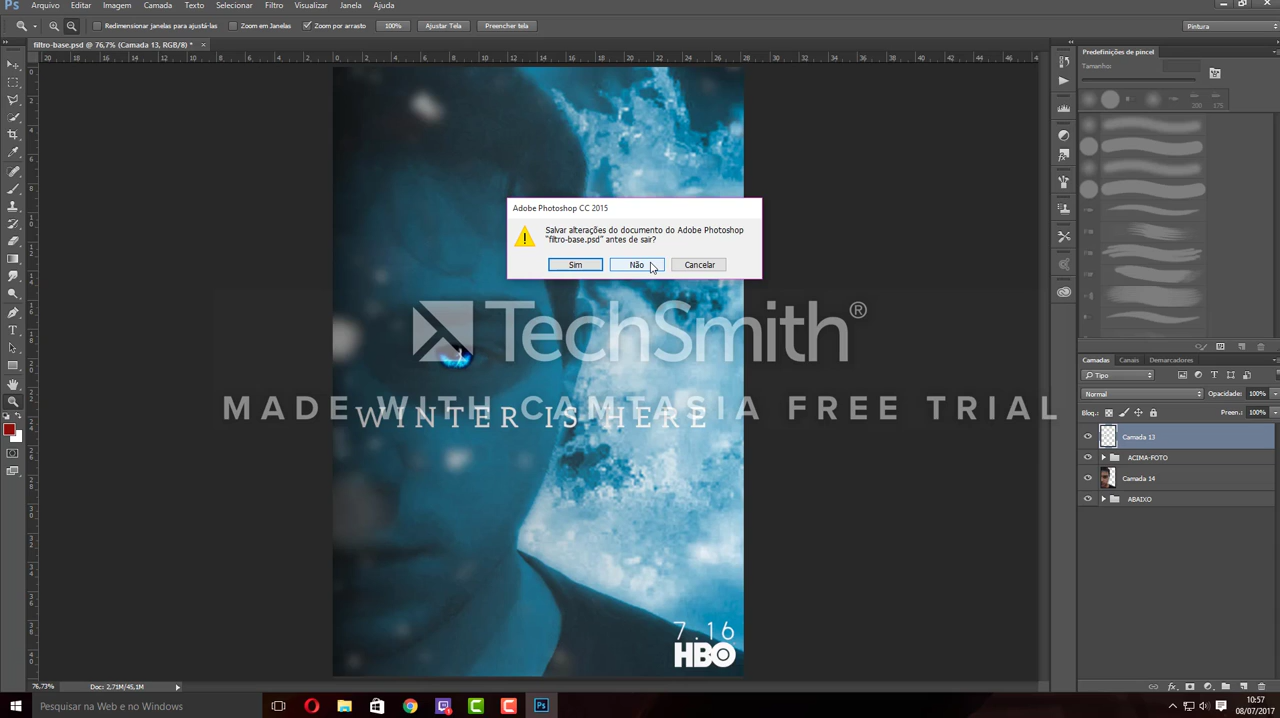 Ps Arquivo Editar Imagem Camada Texto Selecionar Filtro Visualizar Janela Ajuda
Redimensionar janelas para ajustá-las Zoom em Janelas Zoom por arrasto 100% Ajustar Tela Preencher tela Pintura
filtro-base.psd @ 76,7% (Camada 13, RGB/8) * ×
Predefinições de pincel
Tamanho:
200 175
Adobe Photoshop CC 2015
Salvar alterações do documento do Adobe Photoshop
"filtro-base.psd" antes de sair?
Sim Não Cancelar
TechSmith®
MADE WITH CAMTASIA FREE TRIAL
WINTER IS HERE
7.16
HBO
Camadas Canais Demarcadores
Tipo
Normal Opacidade: 100%
Bloq.: Preen.: 100%
Camada 13
ACIMA-FOTO
Camada 14
ABAIXO
76,73% Doc: 2,71M/45,1M
Pesquisar na Web e no Windows
10:57
08/07/2017